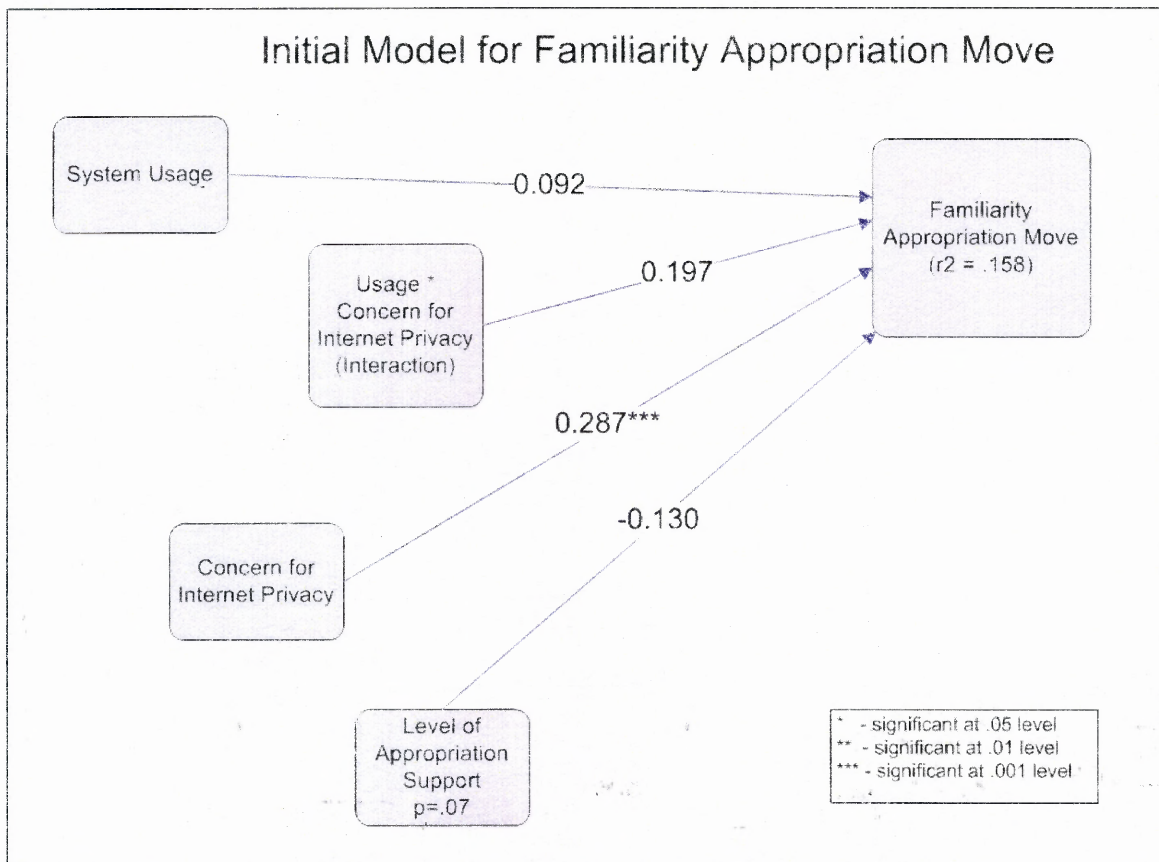 Initial Model for Familiarity Appropriation Move
System Usage
0.092
Familiarity
Appropriation Move
(r2 = .158)
Usage *
Concern for
Internet Privacy
(Interaction)
0.197
0.287***
Concern for
Internet Privacy
-0.130
Level of
Appropriation
Support
p=.07
* - significant at .05 level
** - significant at .01 level
*** - significant at .001 level